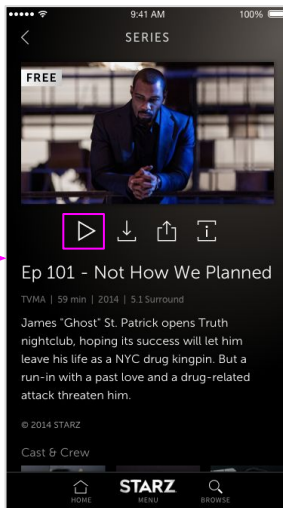 9:41 AM
100%
SERIES
FREE
Ep 101 - Not How We Planned
TVMA | 59 min | 2014 | 5.1 Surround
James "Ghost" St. Patrick opens Truth
nightclub, hoping its success will let him
leave his life as a NYC drug kingpin. But a
run-in with a past love and a drug-related
attack threaten him.
© 2014 STARZ
Cast & Crew
HOME
STARZ
MENU
BROWSE